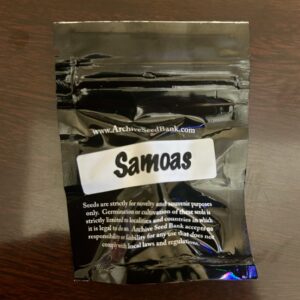 www.ArchiveSeedBank.com
Samoas
Seeds are strictly for novelty and souvenir purposes
only. Germination or cultivation of these seeds is
strictly limited to localities and countries in which
it is legal to do so. Archive Seed Bank accepts no
responsibility or liability for any use that does not
comply with local laws and regulations.